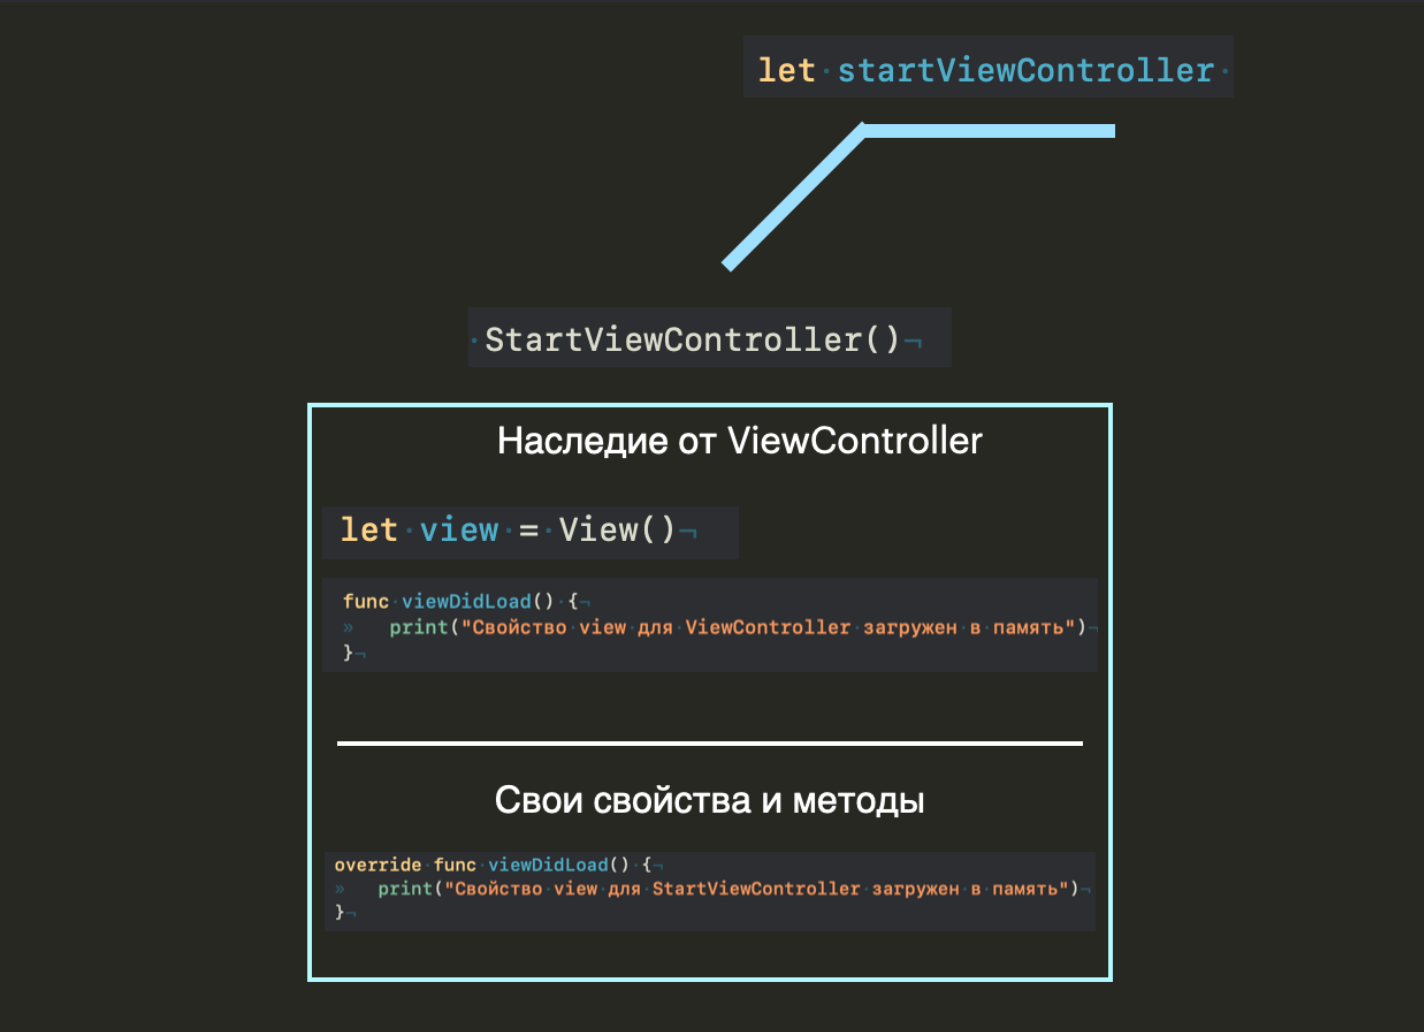 let startViewController
StartViewController()
Наследие от ViewController
let view = View()
func viewDidLoad() {
print("Свойство view для ViewController загружен в память")
}
Свои свойства и методы
override func viewDidLoad() {
print("Свойство view для StartViewController загружен в память")
}